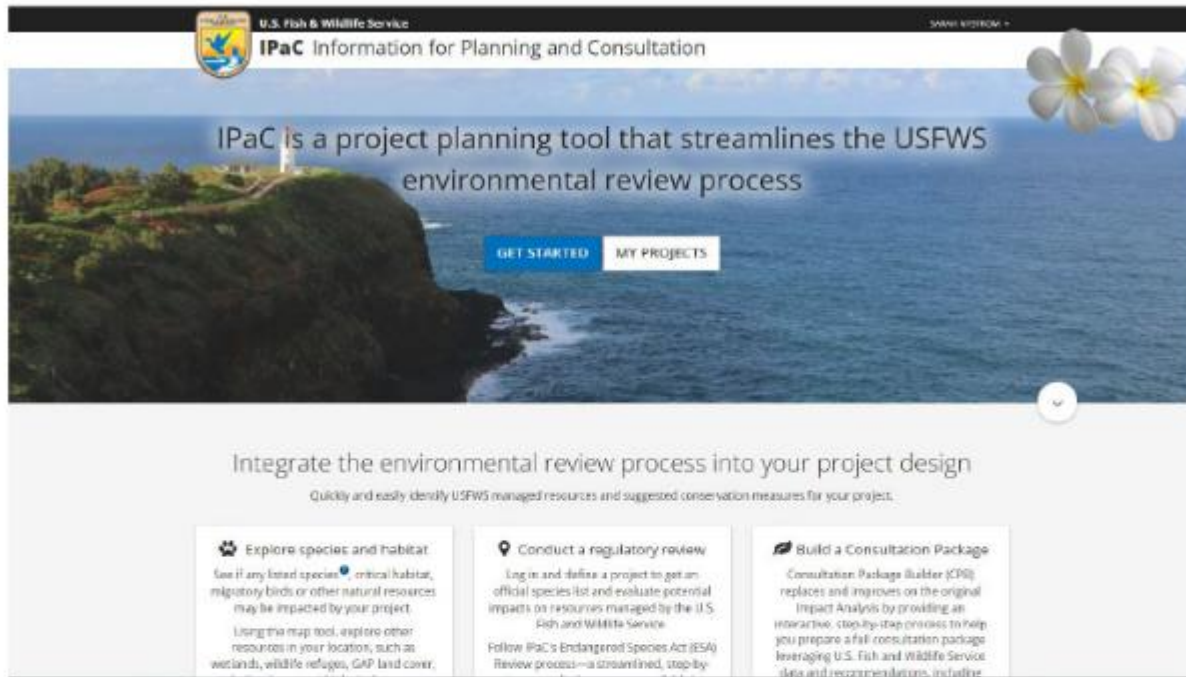 U.S. Fish & Wildlife Service
IPaC Information for Planning and Consultation
IPaC is a project planning tool that streamlines the USFWS
environmental review process
GET STARTED
MY PROJECTS
Integrate the environmental review process into your project design
Quickly and easily identify USFWS managed resources and suggested conservation measures for your project.
Explore species and habitat
See if any listed species, critical habitat,
migratory birds or other natural resources
may be impacted by your project.
Using the map tool, explore other
resources in your location, such as
wetlands, wildlife refuges, GAP land cover,
Conduct a regulatory review
Log in and define a project to get an
official species list and evaluate potential
impacts on resources managed by the U.S.
Fish and Wildlife Service
Follow IPaC's Endangered Species Act (ESA)
Review process—a streamlined, step-by-
Build a Consultation Package
Consultation Package Builder (CPB)
replaces and improves on the original
Impact Analysis by providing an
interactive, step-by-step process to help
you prepare a full consultation package
leveraging U.S. Fish and Wildlife Service
data and recommendations, including